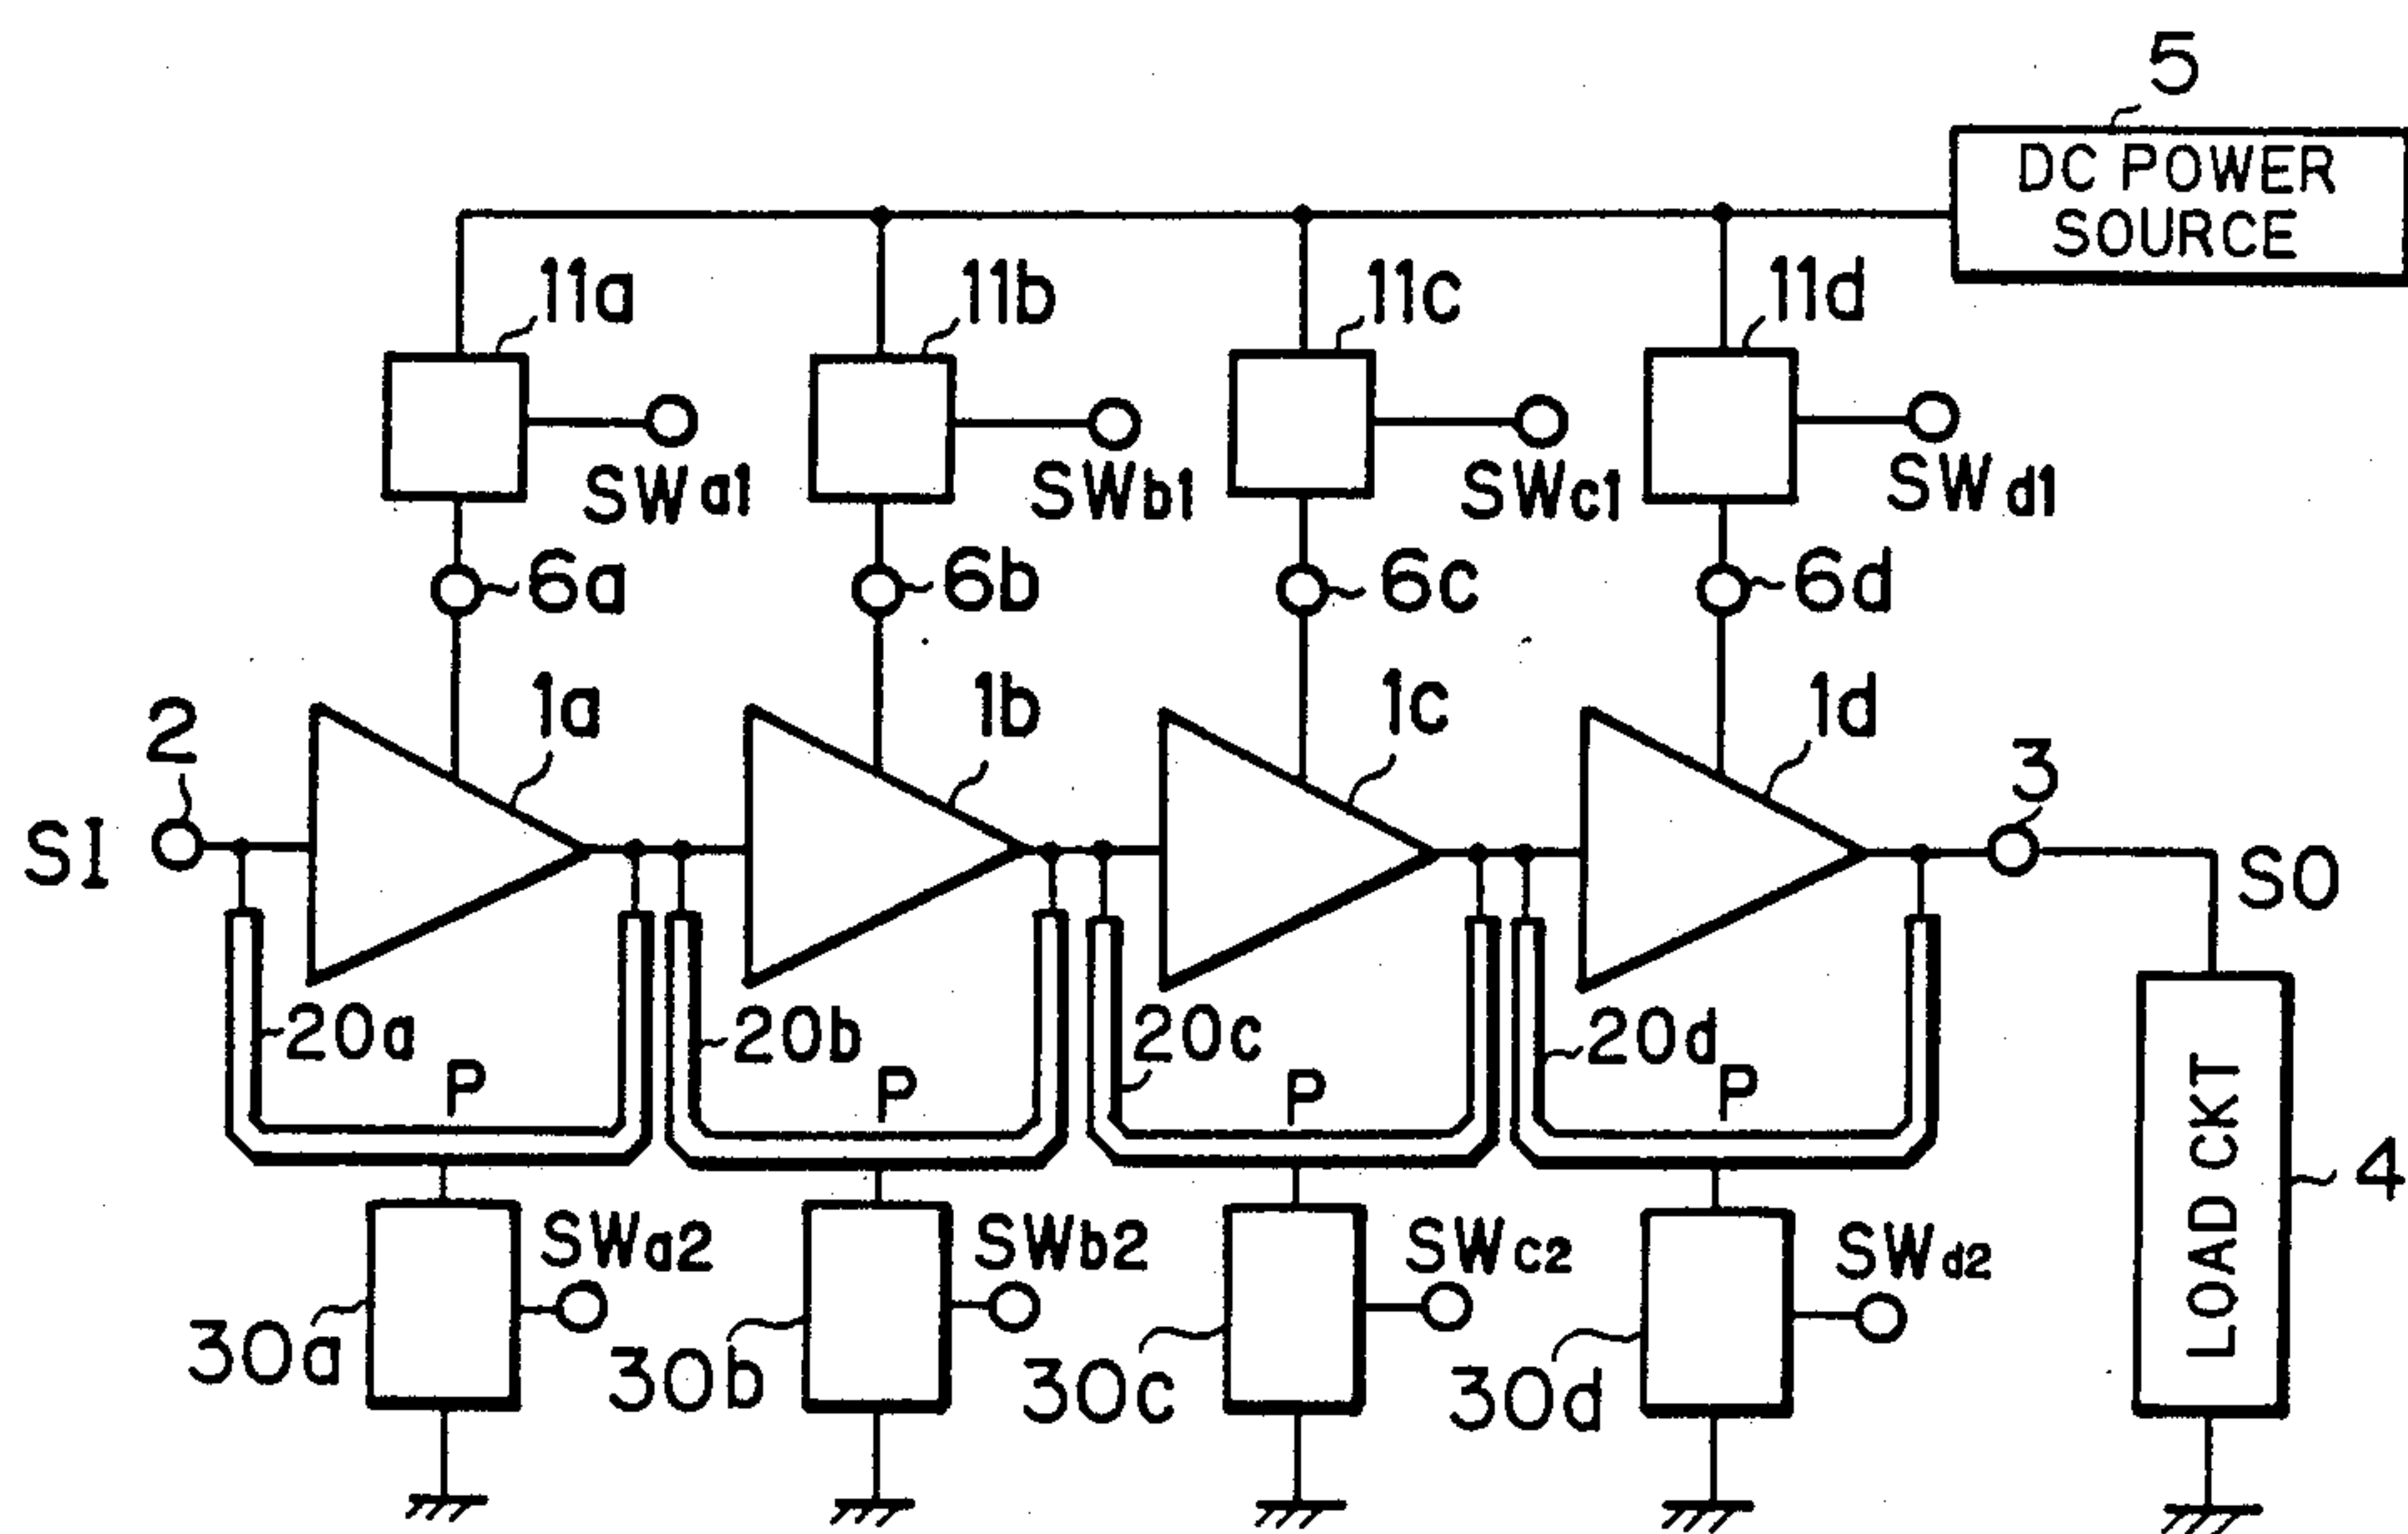 5
DC POWER
SOURCE
11a 11b 11c 11d
SWa1 SWb1 SWc1 SWd1
6a 6b 6c 6d
1a 1b 1c 1d
2 3
SI SO
20a 20b 20c 20d
P P P P
LOAD CKT
4
SWa2 SWb2 SWc2 SWd2
30a 30b 30c 30d